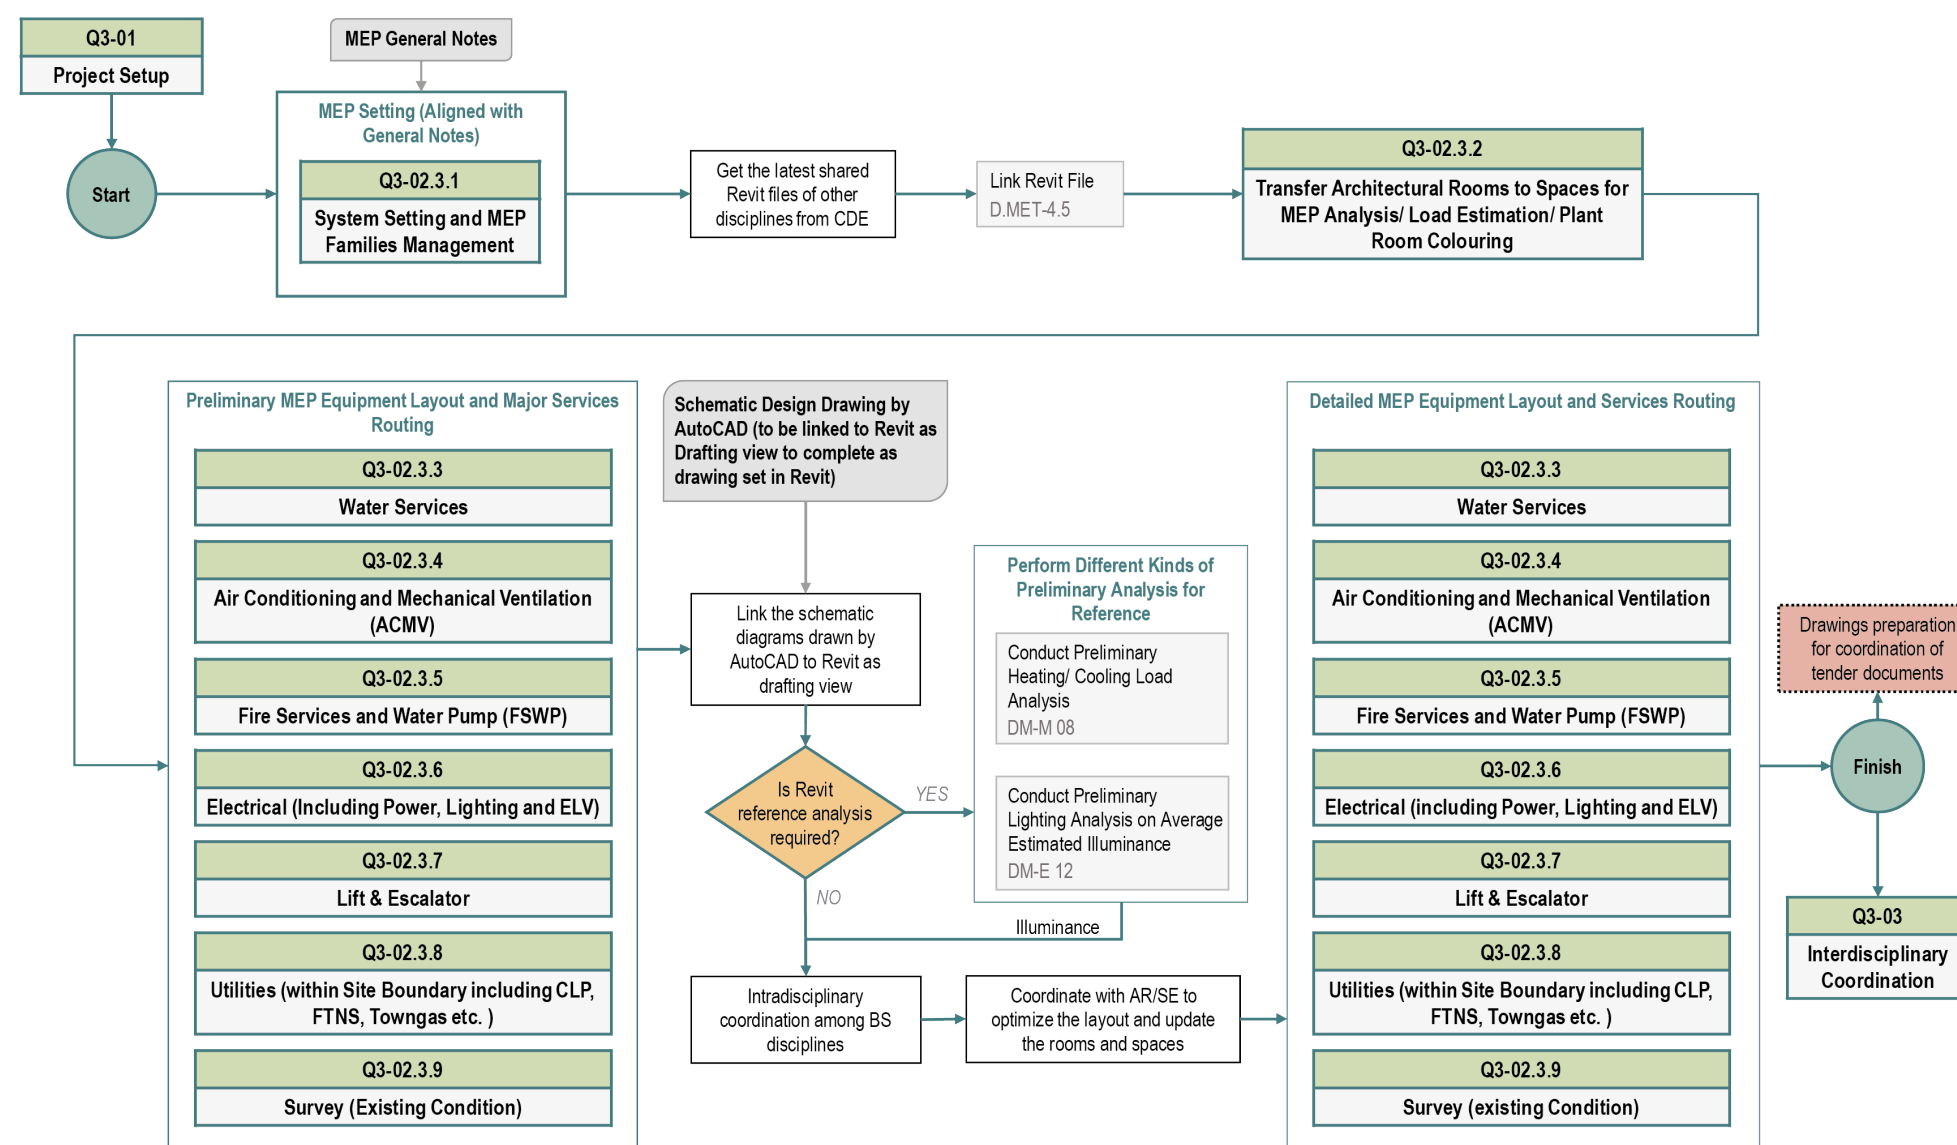 Q3-01
Project Setup
MEP General Notes
Start
MEP Setting (Aligned with
General Notes)
Q3-02.3.1
System Setting and MEP
Families Management
Get the latest shared
Revit files of other
disciplines from CDE
Link Revit File
D.MET-4.5
Q3-02.3.2
Transfer Architectural Rooms to Spaces for
MEP Analysis/ Load Estimation/ Plant
Room Colouring
Preliminary MEP Equipment Layout and Major Services
Routing
Q3-02.3.3
Water Services
Q3-02.3.4
Air Conditioning and Mechanical Ventilation
(ACMV)
Q3-02.3.5
Fire Services and Water Pump (FSWP)
Q3-02.3.6
Electrical (Including Power, Lighting and ELV)
Q3-02.3.7
Lift & Escalator
Q3-02.3.8
Utilities (within Site Boundary including CLP,
FTNS, Towngas etc. )
Q3-02.3.9
Survey (Existing Condition)
Schematic Design Drawing by
AutoCAD (to be linked to Revit as
Drafting view to complete as
drawing set in Revit)
Link the schematic
diagrams drawn by
AutoCAD to Revit as
drafting view
Is Revit
reference analysis
required?
YES
NO
Perform Different Kinds of
Preliminary Analysis for
Reference
Conduct Preliminary
Heating/ Cooling Load
Analysis
DM-M 08
Conduct Preliminary
Lighting Analysis on Average
Estimated Illuminance
DM-E 12
Illuminance
Intradisciplinary
coordination among BS
disciplines
Coordinate with AR/SE to
optimize the layout and update
the rooms and spaces
Detailed MEP Equipment Layout and Services Routing
Q3-02.3.3
Water Services
Q3-02.3.4
Air Conditioning and Mechanical Ventilation
(ACMV)
Q3-02.3.5
Fire Services and Water Pump (FSWP)
Q3-02.3.6
Electrical (including Power, Lighting and ELV)
Q3-02.3.7
Lift & Escalator
Q3-02.3.8
Utilities (within Site Boundary including CLP,
FTNS, Towngas etc. )
Q3-02.3.9
Survey (existing Condition)
Drawings preparation
for coordination of
tender documents
Finish
Q3-03
Interdisciplinary
Coordination